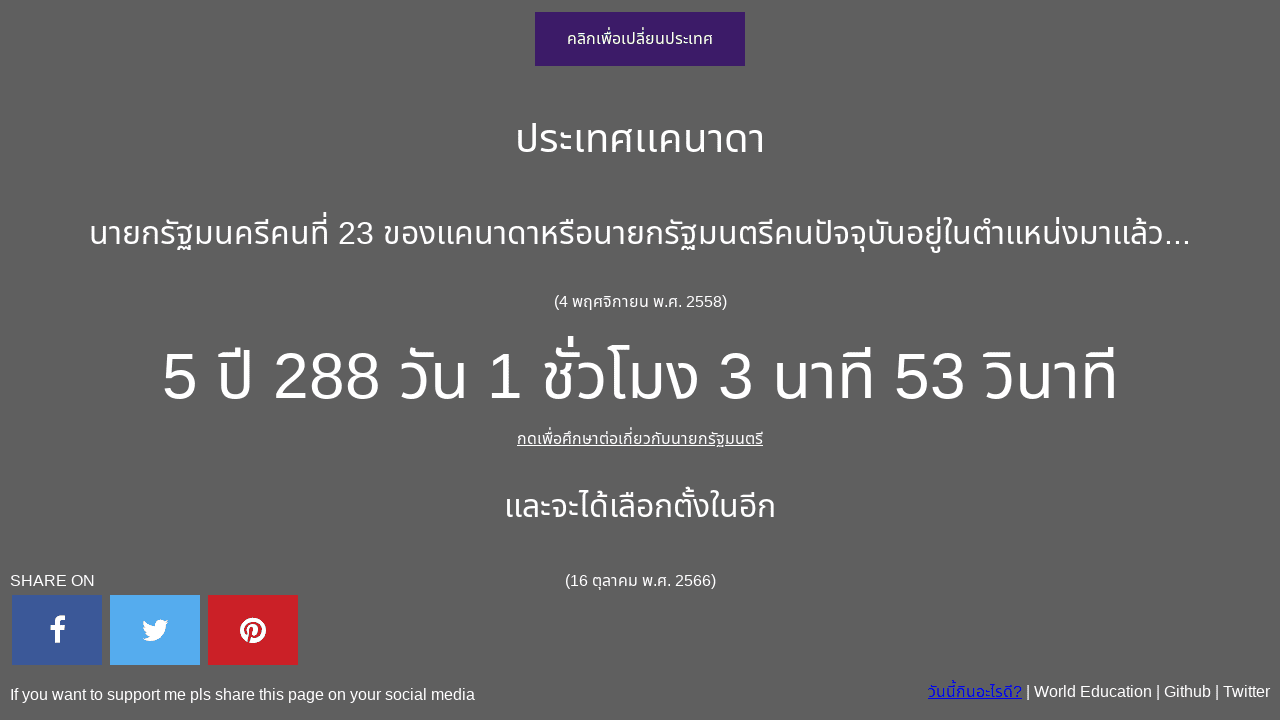 คลิกเพื่อเปลี่ยนประเทศ
ประเทศแคนาดา
นายกรัฐมนครีคนที่ 23 ของแคนาดาหรือนายกรัฐมนตรีคนปัจจุบันอยู่ในตำแหน่งมาแล้ว...
(4 พฤศจิกายน พ.ศ. 2558)
5 ปี 288 วัน 1 ชั่วโมง 3 นาที 53 วินาที
กดเพื่อศึกษาต่อเกี่ยวกับนายกรัฐมนตรี
และจะได้เลือกตั้งในอีก
(16 ตุลาคม พ.ศ. 2566)
SHARE ON
If you want to support me pls share this page on your social media
วันนี้กินอะไรดี? | World Education | Github | Twitter